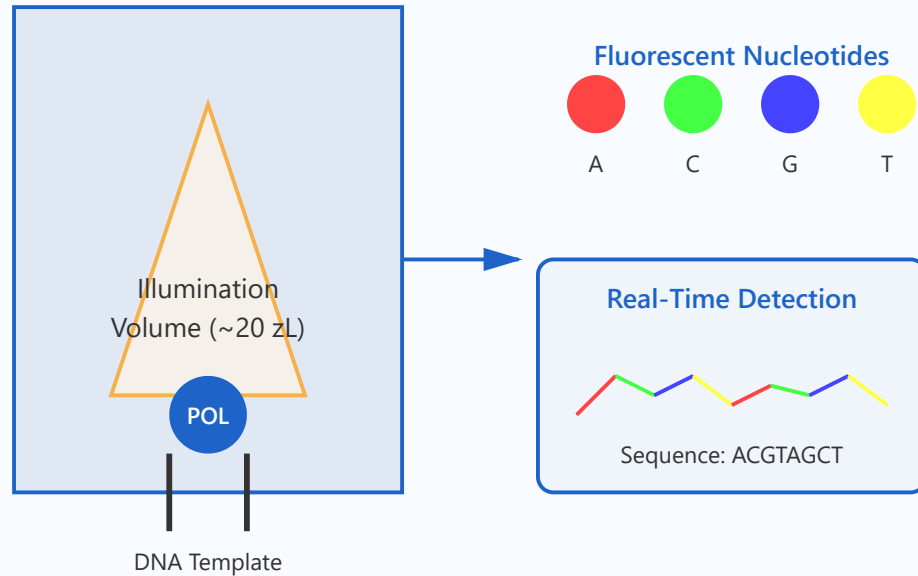 Illumination
Volume (~20 zL)
POL
DNA Template
Fluorescent Nucleotides
A C G T
Real-Time Detection
Sequence: ACGTAGCT